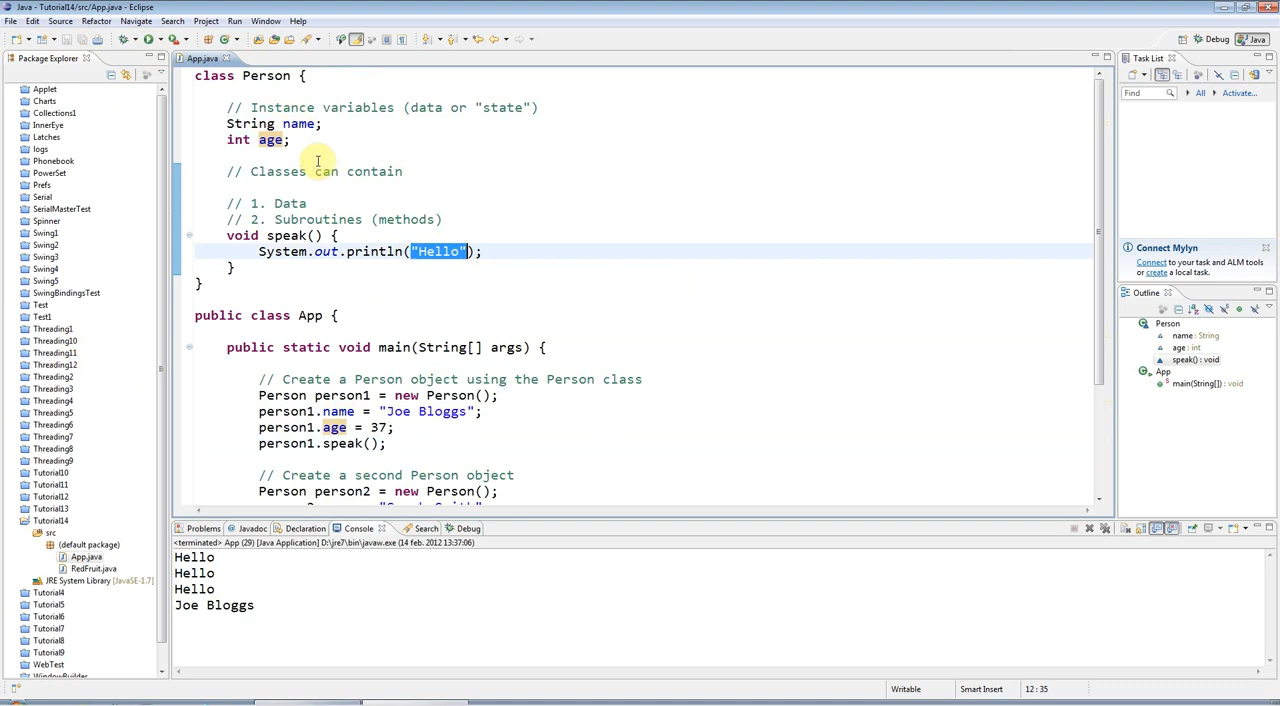 Java - Tutorial14/src/App.java - Eclipse
File Edit Source Refactor Navigate Search Project Run Window Help
Debug Java
Package Explorer
Applet
Charts
Collections1
InnerEye
Latches
logs
Phonebook
PowerSet
Prefs
Serial
SerialMasterTest
Spinner
Swing1
Swing2
Swing3
Swing4
Swing5
SwingBindingsTest
Test
Test1
Threading1
Threading10
Threading11
Threading12
Threading2
Threading3
Threading4
Threading5
Threading6
Threading7
Threading8
Threading9
Tutorial10
Tutorial11
Tutorial12
Tutorial13
Tutorial14
src
(default package)
App.java
RedFruit.java
JRE System Library [JavaSE-1.7]
Tutorial4
Tutorial5
Tutorial6
Tutorial7
Tutorial8
Tutorial9
WebTest
WindowBuilder
App.java
class Person {
// Instance variables (data or "state")
String name;
int age;
// Classes can contain
// 1. Data
// 2. Subroutines (methods)
void speak() {
System.out.println("Hello");
}
}
public class App {
public static void main(String[] args) {
// Create a Person object using the Person class
Person person1 = new Person();
person1.name = "Joe Bloggs";
person1.age = 37;
person1.speak();
// Create a second Person object
Person person2 = new Person();
Problems Javadoc Declaration Console Search Debug
<terminated> App (29) [Java Application] D:\jre7\bin\javaw.exe (14 feb. 2012 13:37:06)
Hello
Hello
Hello
Joe Bloggs
Task List
Find All Activate...
Connect Mylyn
Connect to your task and ALM tools
or create a local task.
Outline
Person
name : String
age : int
speak() : void
App
main(String[]) : void
Writable Smart Insert 12 : 35